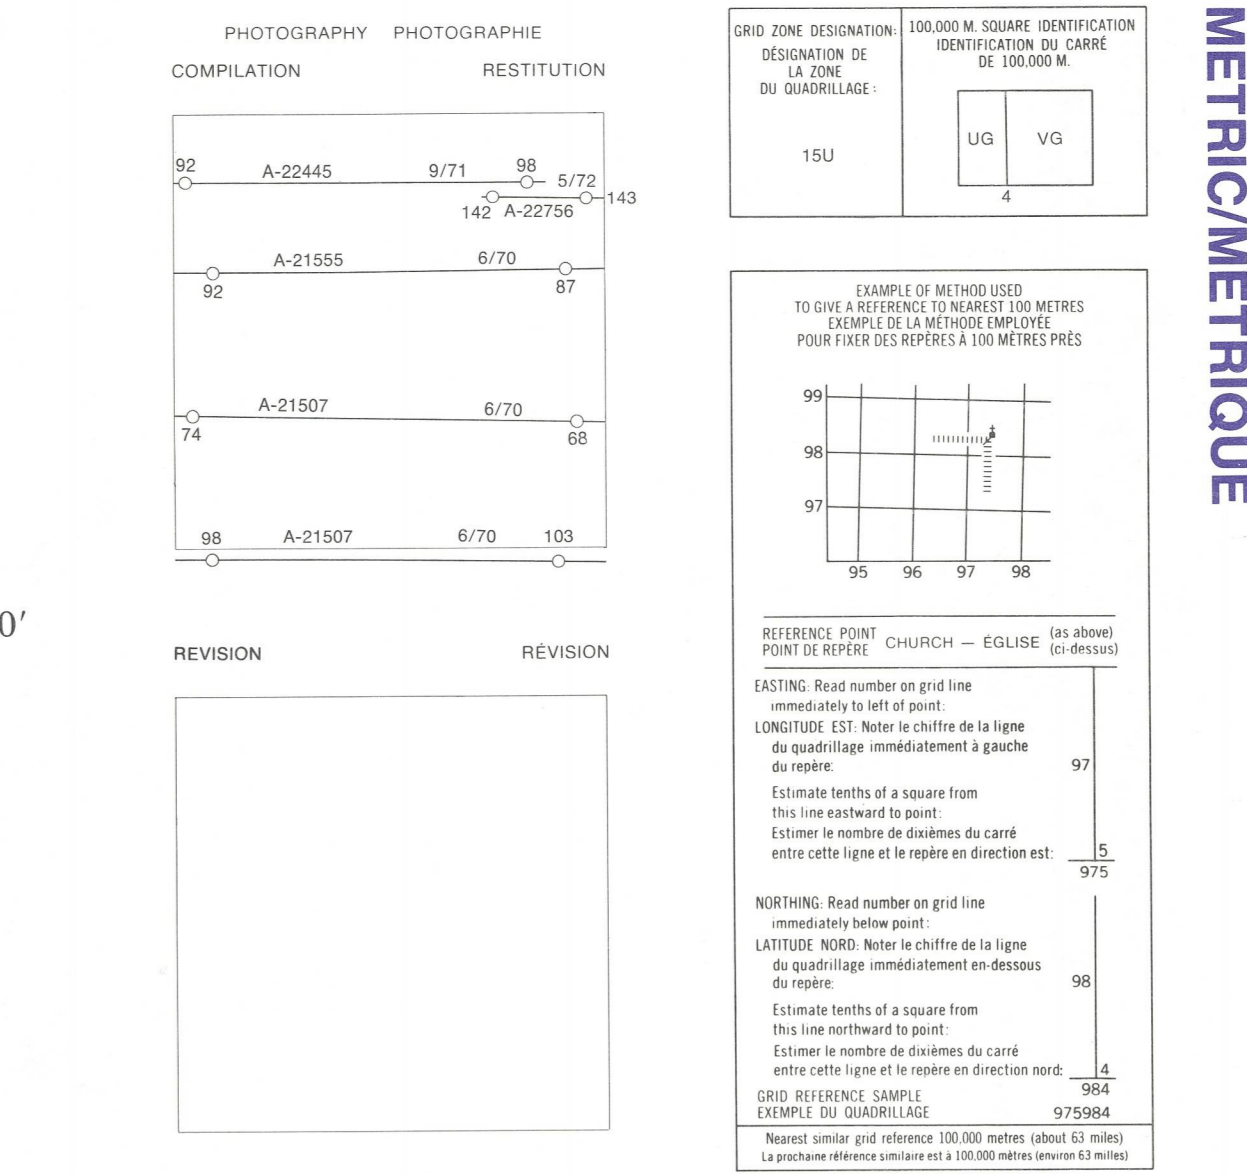 PHOTOGRAPHY PHOTOGRAPHIE
COMPILATION RESTITUTION
92 A-22445 9/71 98
5/72
142 A-22756 143
A-21555 6/70
92 87
A-21507 6/70
74 68
98 A-21507 6/70 103
0′
REVISION RÉVISION
GRID ZONE DESIGNATION:
DÉSIGNATION DE
LA ZONE
DU QUADRILLAGE :
15U
100,000 M. SQUARE IDENTIFICATION
IDENTIFICATION DU CARRÉ
DE 100,000 M.
UG VG
4
EXAMPLE OF METHOD USED
TO GIVE A REFERENCE TO NEAREST 100 METRES
EXEMPLE DE LA MÉTHODE EMPLOYÉE
POUR FIXER DES REPÈRES À 100 MÈTRES PRÈS
99
98
97
95 96 97 98
REFERENCE POINT
POINT DE REPÈRE
CHURCH — ÉGLISE
(as above)
(ci-dessus)
EASTING: Read number on grid line
immediately to left of point:
LONGITUDE EST: Noter le chiffre de la ligne
du quadrillage immédiatement à gauche
du repère: 97
Estimate tenths of a square from
this line eastward to point:
Estimer le nombre de dixièmes du carré
entre cette ligne et le repère en direction est: 5
975
NORTHING: Read number on grid line
immediately below point:
LATITUDE NORD: Noter le chiffre de la ligne
du quadrillage immédiatement en-dessous
du repère: 98
Estimate tenths of a square from
this line northward to point:
Estimer le nombre de dixièmes du carré
entre cette ligne et le repère en direction nord: 4
984
GRID REFERENCE SAMPLE
EXEMPLE DU QUADRILLAGE 975984
Nearest similar grid reference 100,000 metres (about 63 miles)
La prochaine référence similaire est à 100,000 mètres (environ 63 milles)
METRIC/METRIQUE